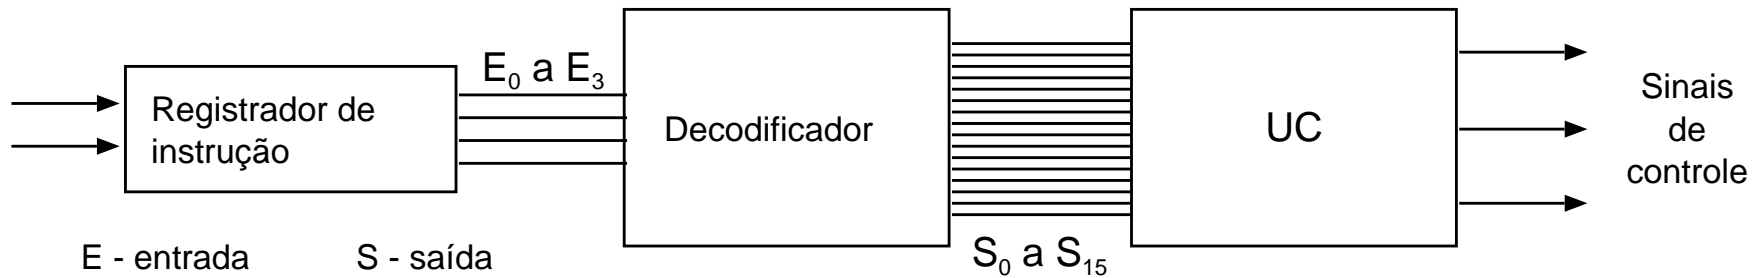 Registrador de
instrução
E₀ a E₃
Decodificador
S₀ a S₁₅
UC
Sinais
de
controle
E - entrada
S - saída